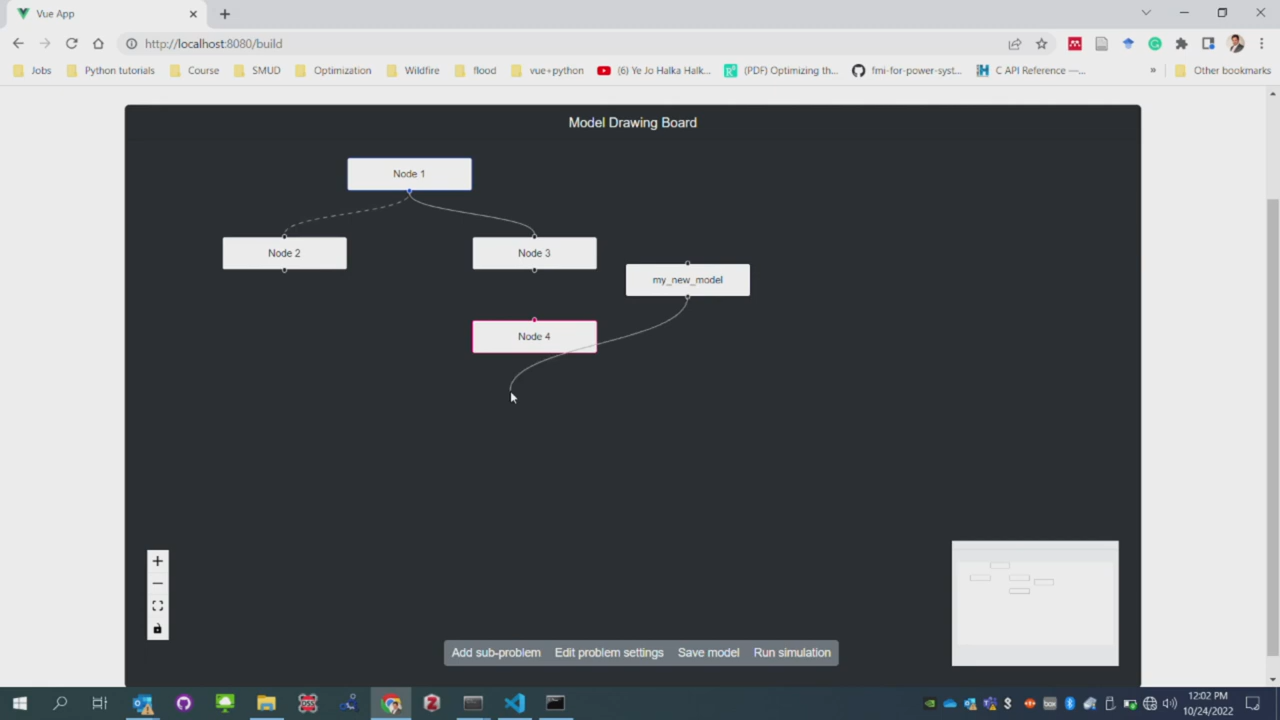 Vue App
http://localhost:8080/build
Jobs
Python tutorials
Course
SMUD
Optimization
Wildfire
flood
vue+python
(6) Ye Jo Halka Halk...
(PDF) Optimizing th...
fmi-for-power-syst...
C API Reference —...
»
Other bookmarks
Model Drawing Board
Node 1
Node 2
Node 3
my_new_model
Node 4
Add sub-problem
Edit problem settings
Save model
Run simulation
12:02 PM
10/24/2022